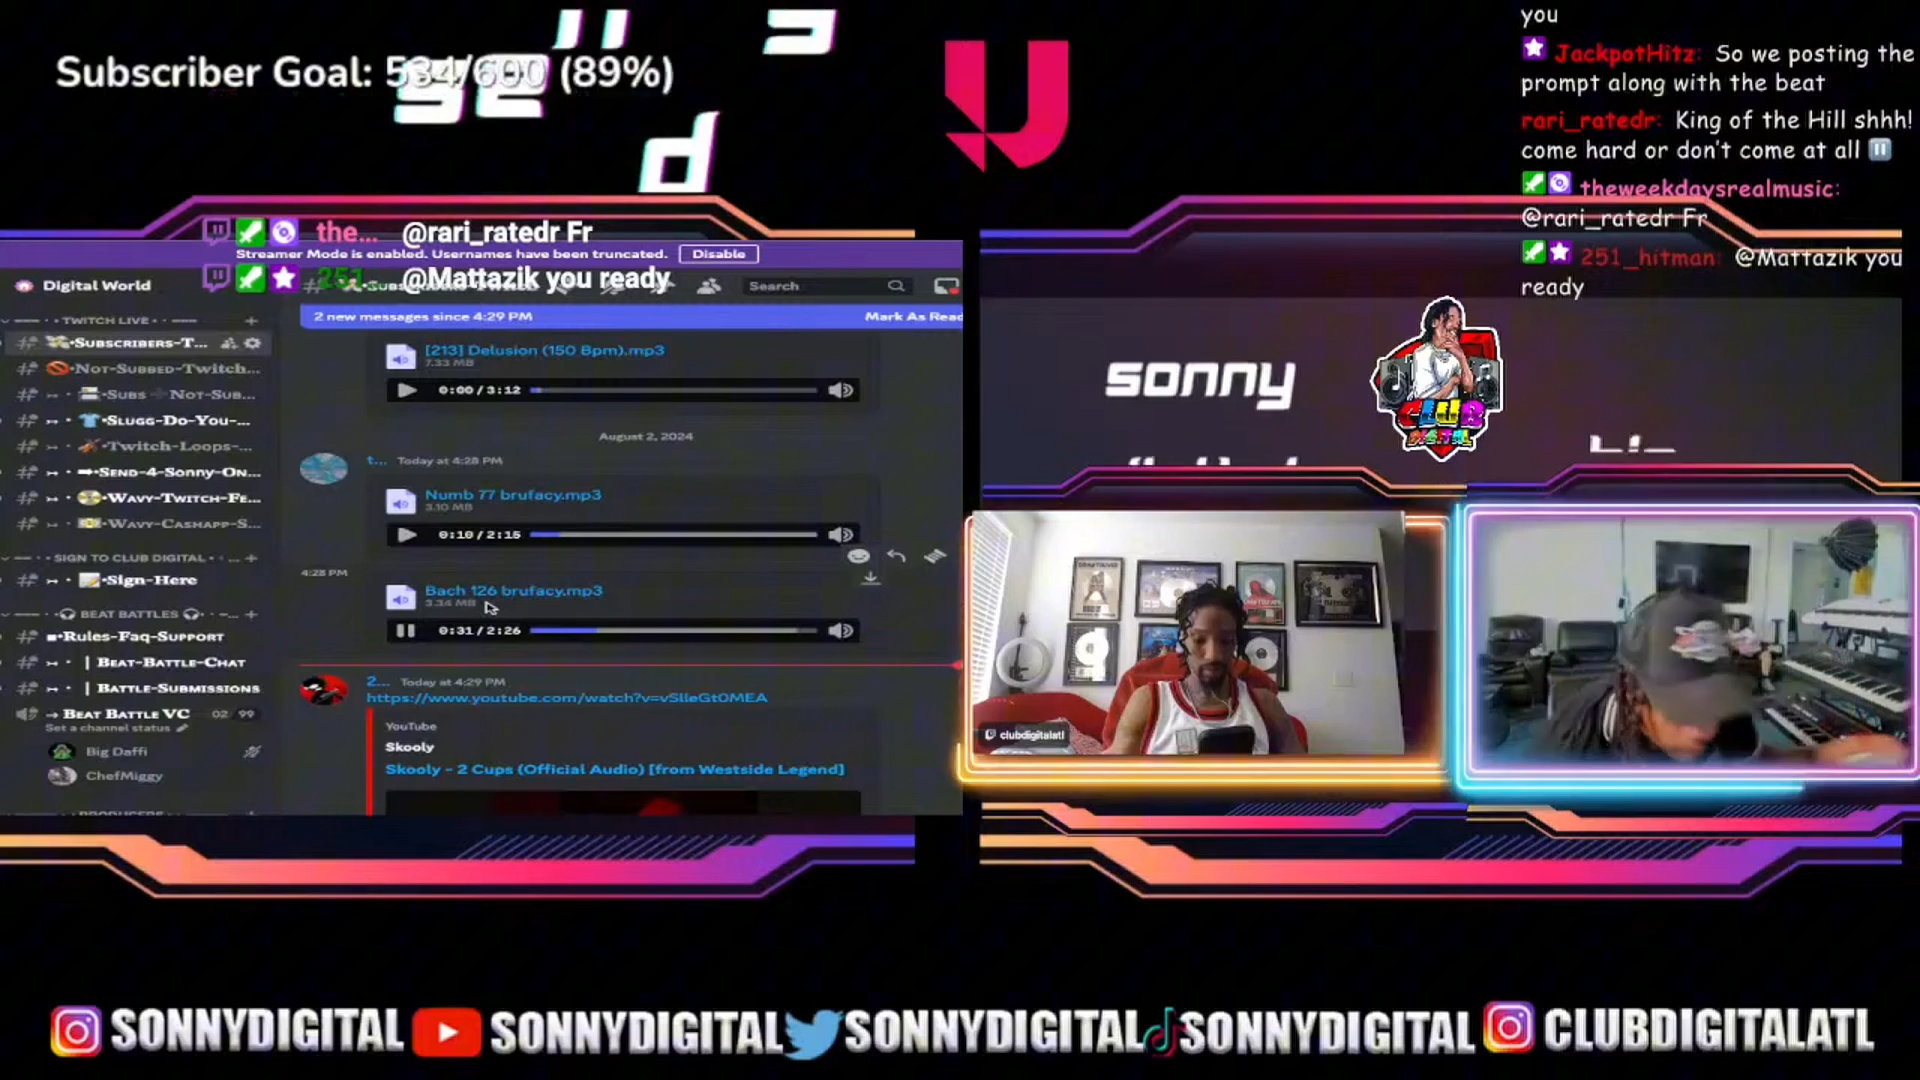 Subscriber Goal: 534/600 (89%)
d
you
JackpotHitz: So we posting the
prompt along with the beat
rari_ratedr: King of the Hill shhh!
come hard or don't come at all
theweekdaysrealmusic:
@rari_ratedr Fr
251_hitman: @Mattazik you
ready
the... @rari_ratedr Fr
Streamer Mode is enabled. Usernames have been truncated. Disable
251... @Mattazik you ready
Digital World
Search
TWITCH LIVE
2 new messages since 4:29 PM
Mark As Read
Subscribers-T...
Not-Subbed-Twitch...
Subs Not-Sub...
Slugg-Do-You-...
Twitch-Loops-...
Send-4-Sonny-On...
Wavy-Twitch-Fe...
Wavy-Cashapp-S...
SIGN TO CLUB DIGITAL
Sign-Here
BEAT BATTLES
Rules-Faq-Support
Beat-Battle-Chat
Battle-Submissions
Beat Battle VC 02 99
Set a channel status
Big Daffi
ChefMiggy
[213] Delusion (150 Bpm).mp3
7.33 MB
0:00 / 3:12
August 2, 2024
t... Today at 4:28 PM
Numb 77 brufacy.mp3
3.10 MB
0:10 / 2:15
4:28 PM
Bach 126 brufacy.mp3
3.34 MB
0:31 / 2:26
2... Today at 4:29 PM
https://www.youtube.com/watch?v=vSlleGt0MEA
YouTube
Skooly
Skooly - 2 Cups (Official Audio) [from Westside Legend]
sonny
CLUB
DIGITAL
clubdigitalatl
SONNYDIGITAL SONNYDIGITAL SONNYDIGITAL SONNYDIGITAL CLUBDIGITALATL